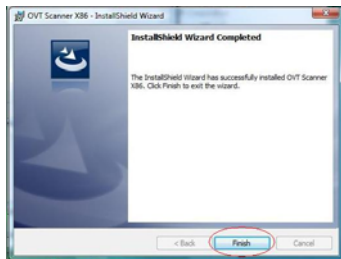 OVT Scanner X86 - InstallShield Wizard
InstallShield Wizard Completed
The InstallShield Wizard has successfully installed OVT Scanner
X86. Click Finish to exit the wizard.
< Back
Finish
Cancel